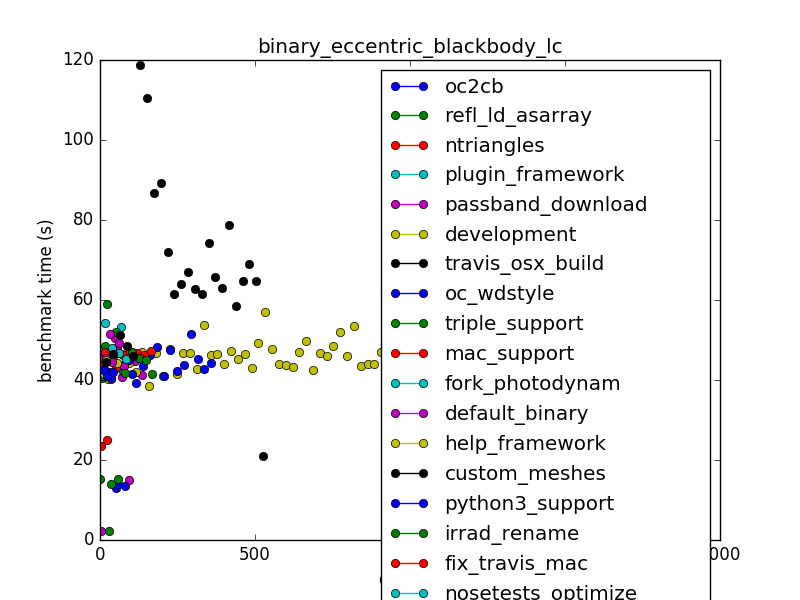 binary_eccentric_blackbody_lc
120
100
80
60
40
20
0
benchmark time (s)
0
500
000
oc2cb
refl_ld_asarray
ntriangles
plugin_framework
passband_download
development
travis_osx_build
oc_wdstyle
triple_support
mac_support
fork_photodynam
default_binary
help_framework
custom_meshes
python3_support
irrad_rename
fix_travis_mac
nosetests_optimize